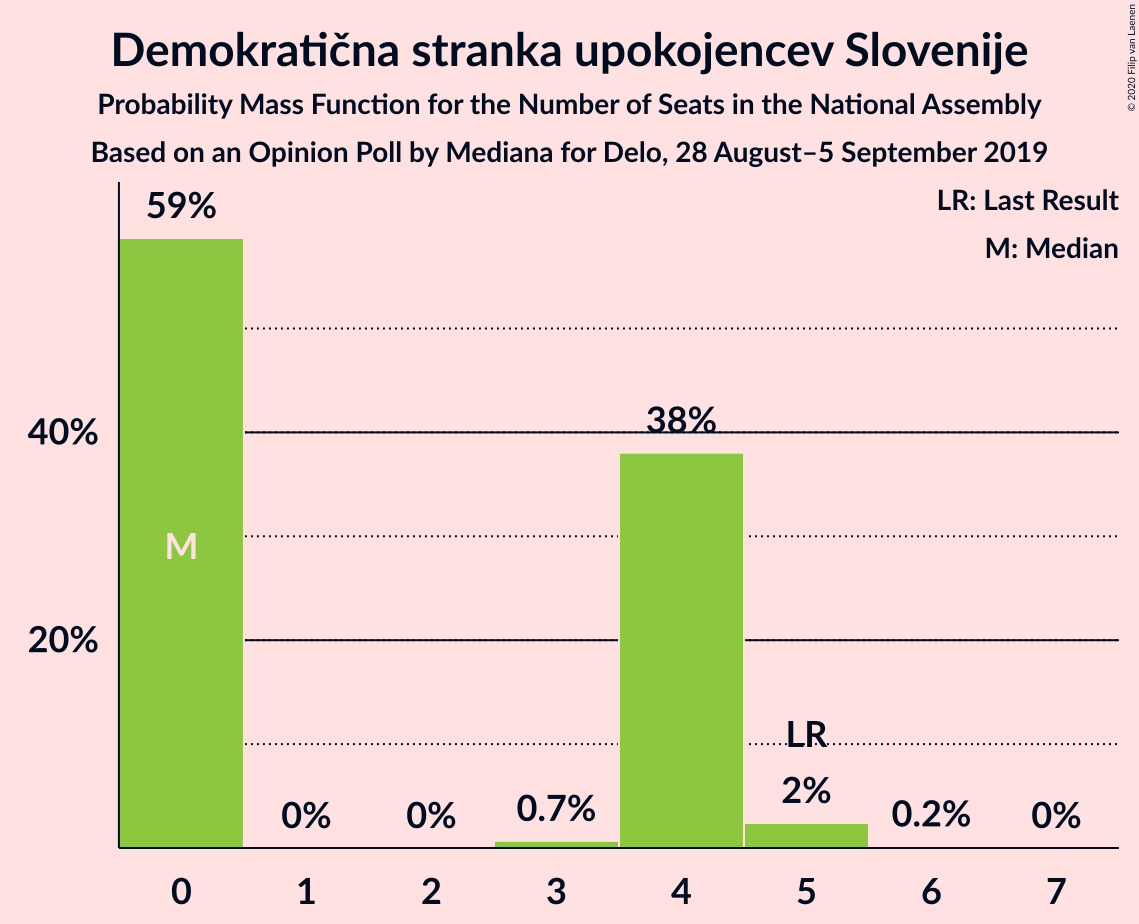 Demokratična stranka upokojencev Slovenije
Probability Mass Function for the Number of Seats in the National Assembly
Based on an Opinion Poll by Mediana for Delo, 28 August–5 September 2019
© 2020 Filip van Laenen
LR: Last Result
M: Median
59%
40%
38%
M
20%
LR
0%
0%
0.7%
2%
0.2%
0%
0 1 2 3 4 5 6 7